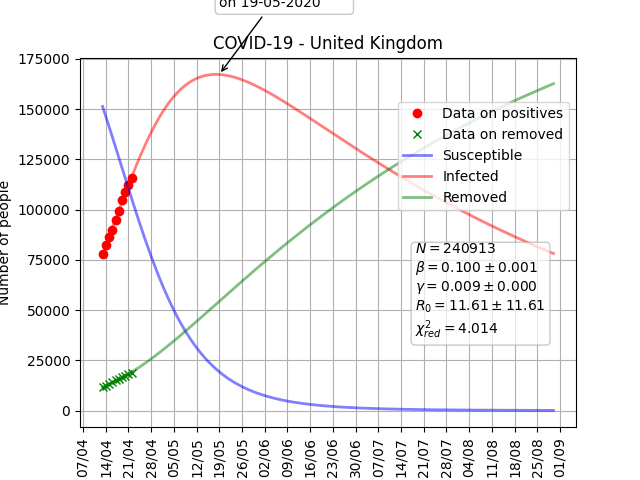 on 19-05-2020
COVID-19 - United Kingdom
175000
150000
125000
100000
75000
50000
25000
0
Number of people
Data on positives
Data on removed
Susceptible
Infected
Removed
N = 240913
β = 0.100 ± 0.001
γ = 0.009 ± 0.000
R₀ = 11.61 ± 11.61
χ²red = 4.014
07/04
14/04
21/04
28/04
05/05
12/05
19/05
26/05
02/06
09/06
16/06
23/06
30/06
07/07
14/07
21/07
28/07
04/08
11/08
18/08
25/08
01/09